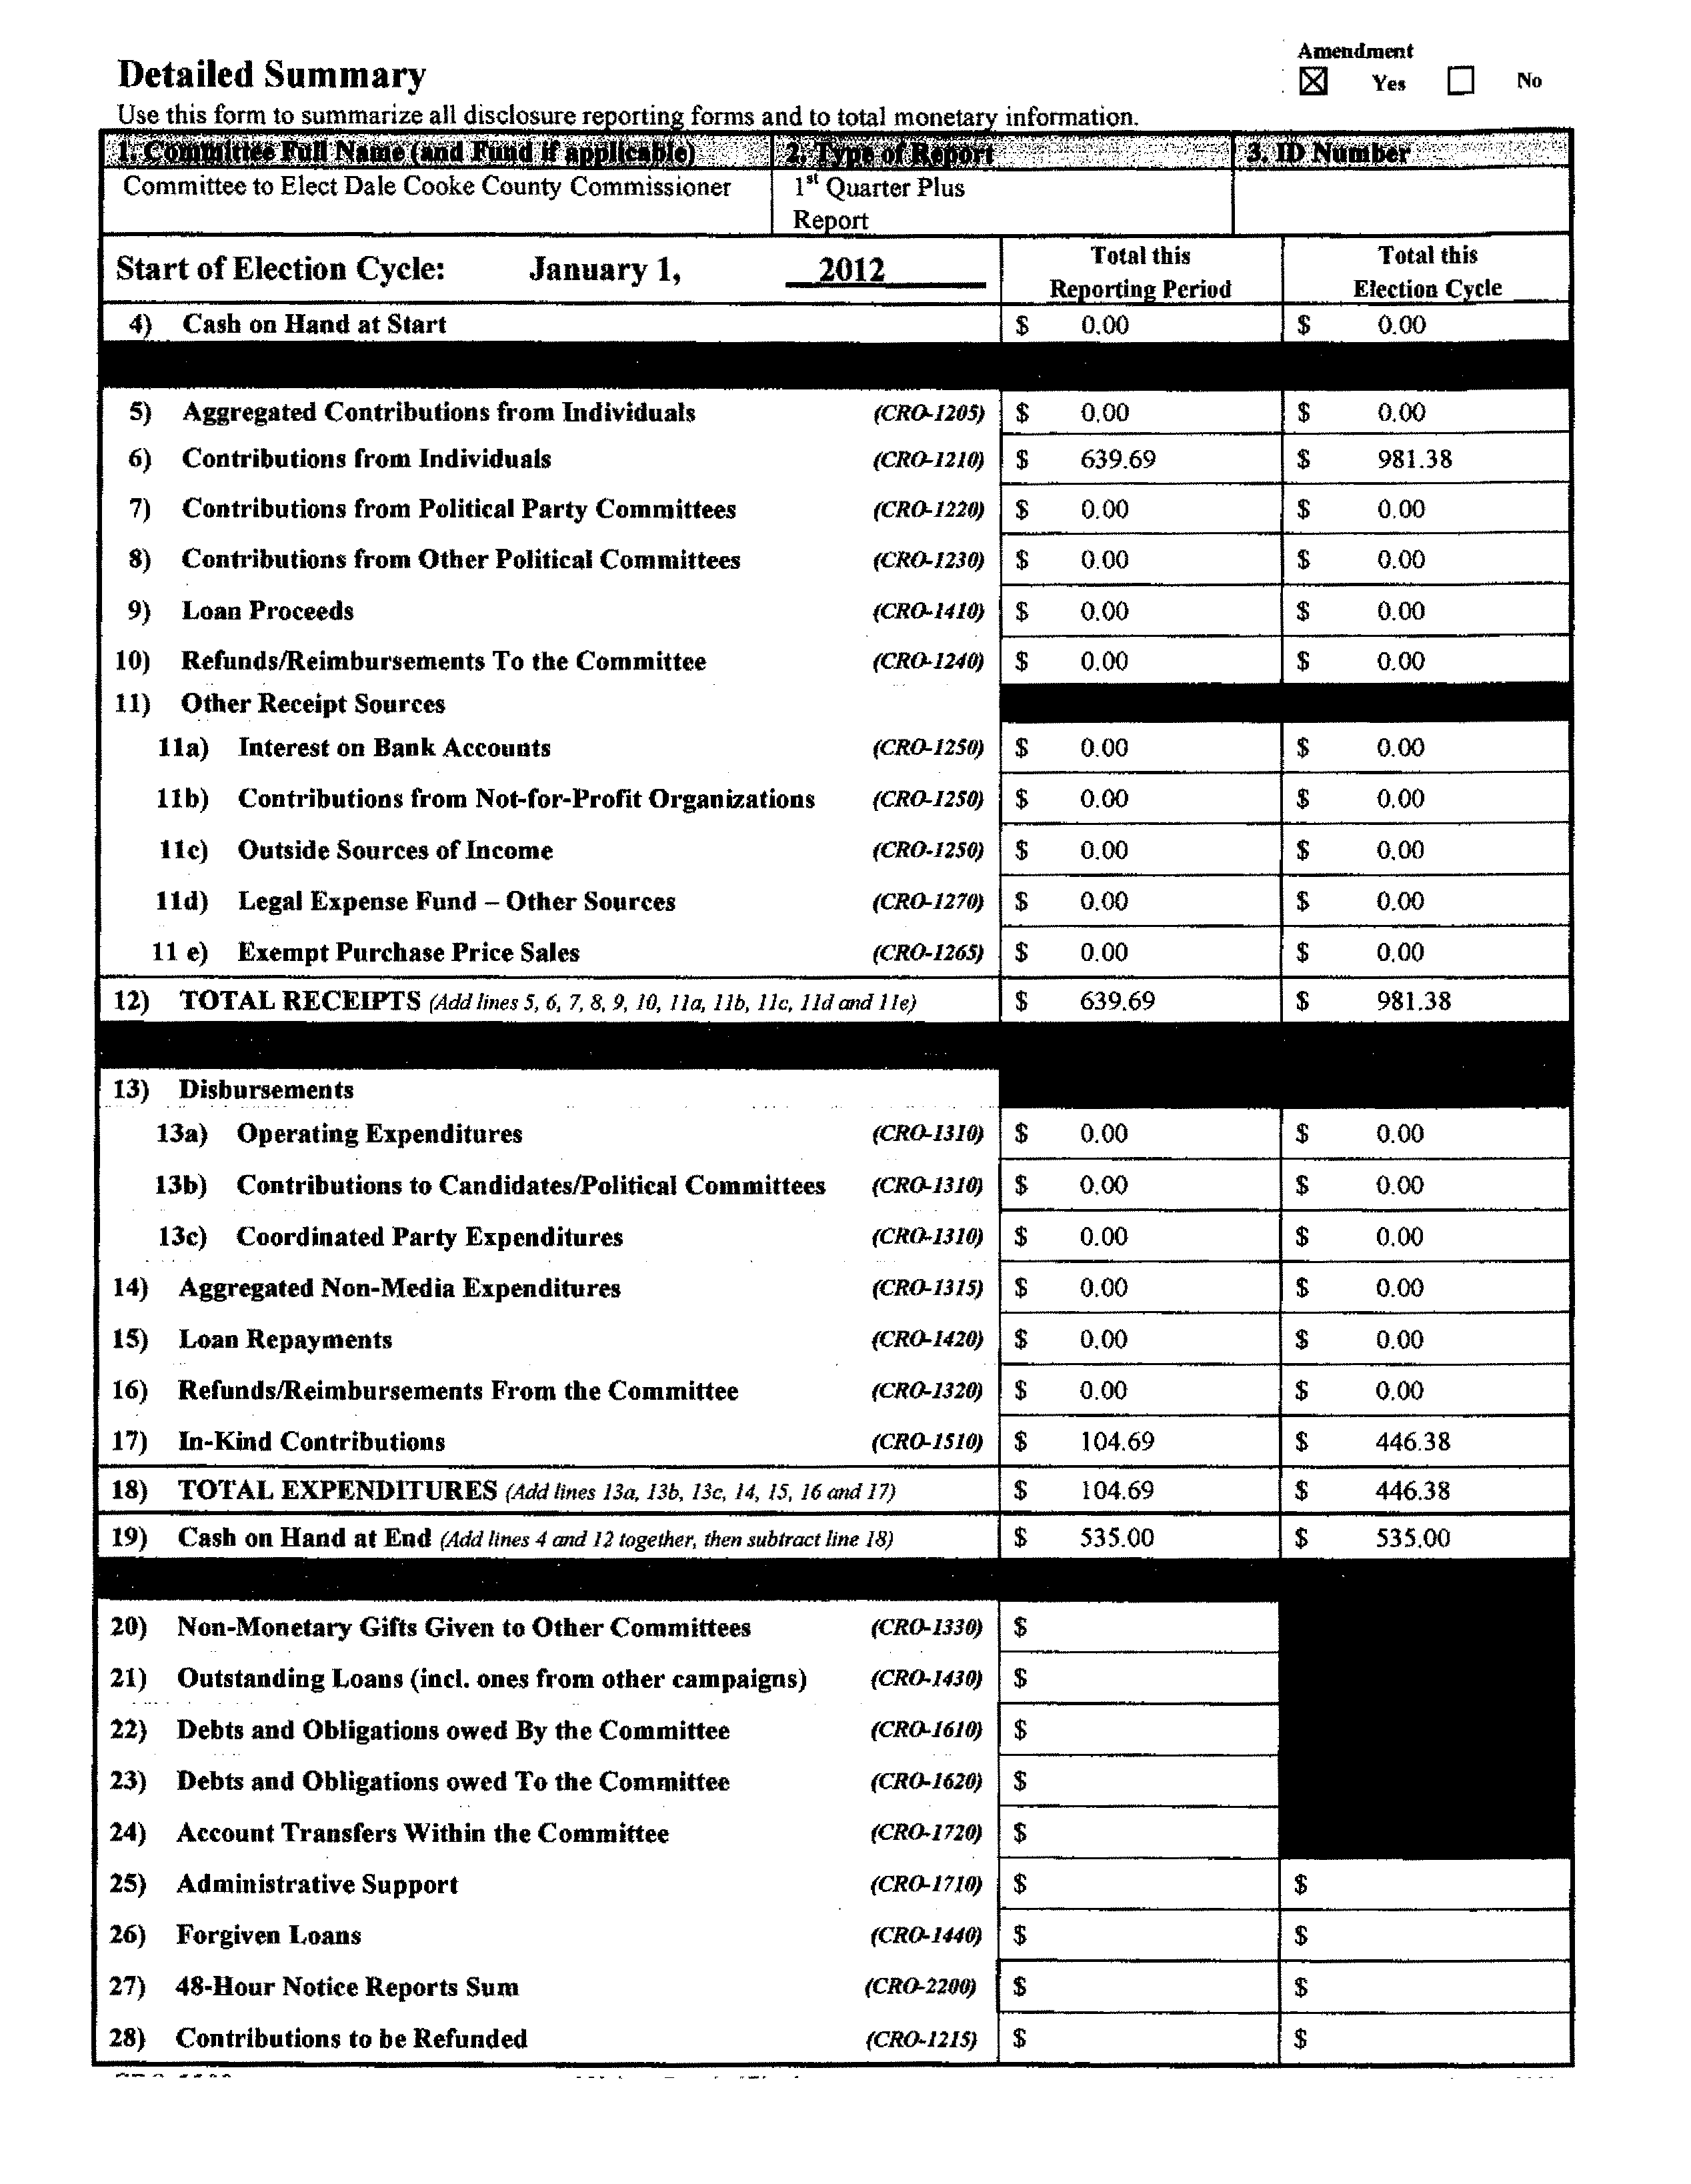 Amendment
Detailed Summary
☒ Yes ☐ No
Use this form to summarize all disclosure reporting forms and to total monetary information.
1. Committee Full Name (and Fund if applicable) 2. Type of Report 3. ID Number
Committee to Elect Dale Cooke County Commissioner 1st Quarter Plus
Report
Start of Election Cycle: January 1, 2012 Total this Total this
Reporting Period Election Cycle
4) Cash on Hand at Start $ 0.00 $ 0.00
5) Aggregated Contributions from Individuals (CRO-1205) $ 0.00 $ 0.00
6) Contributions from Individuals (CRO-1210) $ 639.69 $ 981.38
7) Contributions from Political Party Committees (CRO-1220) $ 0.00 $ 0.00
8) Contributions from Other Political Committees (CRO-1230) $ 0.00 $ 0.00
9) Loan Proceeds (CRO-1410) $ 0.00 $ 0.00
10) Refunds/Reimbursements To the Committee (CRO-1240) $ 0.00 $ 0.00
11) Other Receipt Sources
11a) Interest on Bank Accounts (CRO-1250) $ 0.00 $ 0.00
11b) Contributions from Not-for-Profit Organizations (CRO-1250) $ 0.00 $ 0.00
11c) Outside Sources of Income (CRO-1250) $ 0.00 $ 0.00
11d) Legal Expense Fund – Other Sources (CRO-1270) $ 0.00 $ 0.00
11 e) Exempt Purchase Price Sales (CRO-1265) $ 0.00 $ 0.00
12) TOTAL RECEIPTS (Add lines 5, 6, 7, 8, 9, 10, 11a, 11b, 11c, 11d and 11e) $ 639.69 $ 981.38
13) Disbursements
13a) Operating Expenditures (CRO-1310) $ 0.00 $ 0.00
13b) Contributions to Candidates/Political Committees (CRO-1310) $ 0.00 $ 0.00
13c) Coordinated Party Expenditures (CRO-1310) $ 0.00 $ 0.00
14) Aggregated Non-Media Expenditures (CRO-1315) $ 0.00 $ 0.00
15) Loan Repayments (CRO-1420) $ 0.00 $ 0.00
16) Refunds/Reimbursements From the Committee (CRO-1320) $ 0.00 $ 0.00
17) In-Kind Contributions (CRO-1510) $ 104.69 $ 446.38
18) TOTAL EXPENDITURES (Add lines 13a, 13b, 13c, 14, 15, 16 and 17) $ 104.69 $ 446.38
19) Cash on Hand at End (Add lines 4 and 12 together, then subtract line 18) $ 535.00 $ 535.00
20) Non-Monetary Gifts Given to Other Committees (CRO-1330) $
21) Outstanding Loans (incl. ones from other campaigns) (CRO-1430) $
22) Debts and Obligations owed By the Committee (CRO-1610) $
23) Debts and Obligations owed To the Committee (CRO-1620) $
24) Account Transfers Within the Committee (CRO-1720) $
25) Administrative Support (CRO-1710) $ $
26) Forgiven Loans (CRO-1440) $ $
27) 48-Hour Notice Reports Sum (CRO-2200) $ $
28) Contributions to be Refunded (CRO-1215) $ $